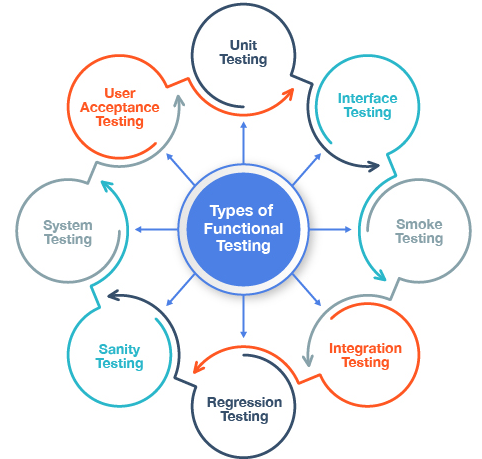 Unit
Testing
User
Acceptance
Testing
Interface
Testing
Types of
Functional
Testing
System
Testing
Smoke
Testing
Sanity
Testing
Integration
Testing
Regression
Testing